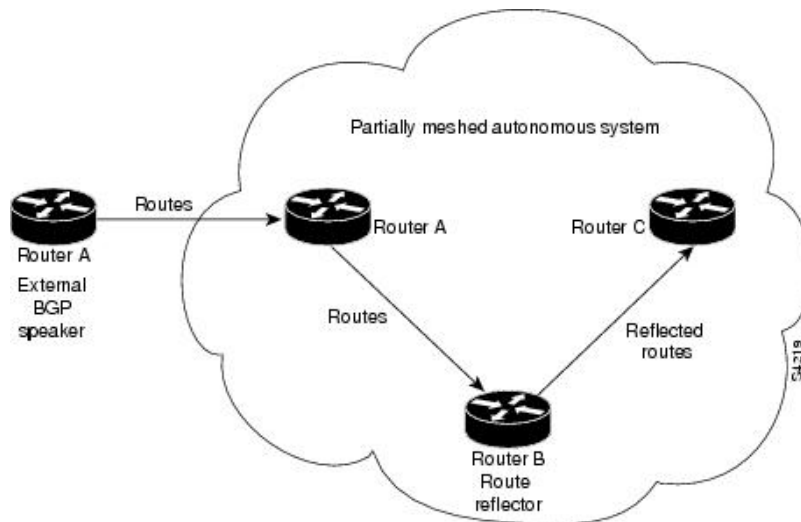 Partially meshed autonomous system
Routes
Router A
External
BGP
speaker
Router A
Router C
Routes
Reflected
routes
Router B
Route
reflector